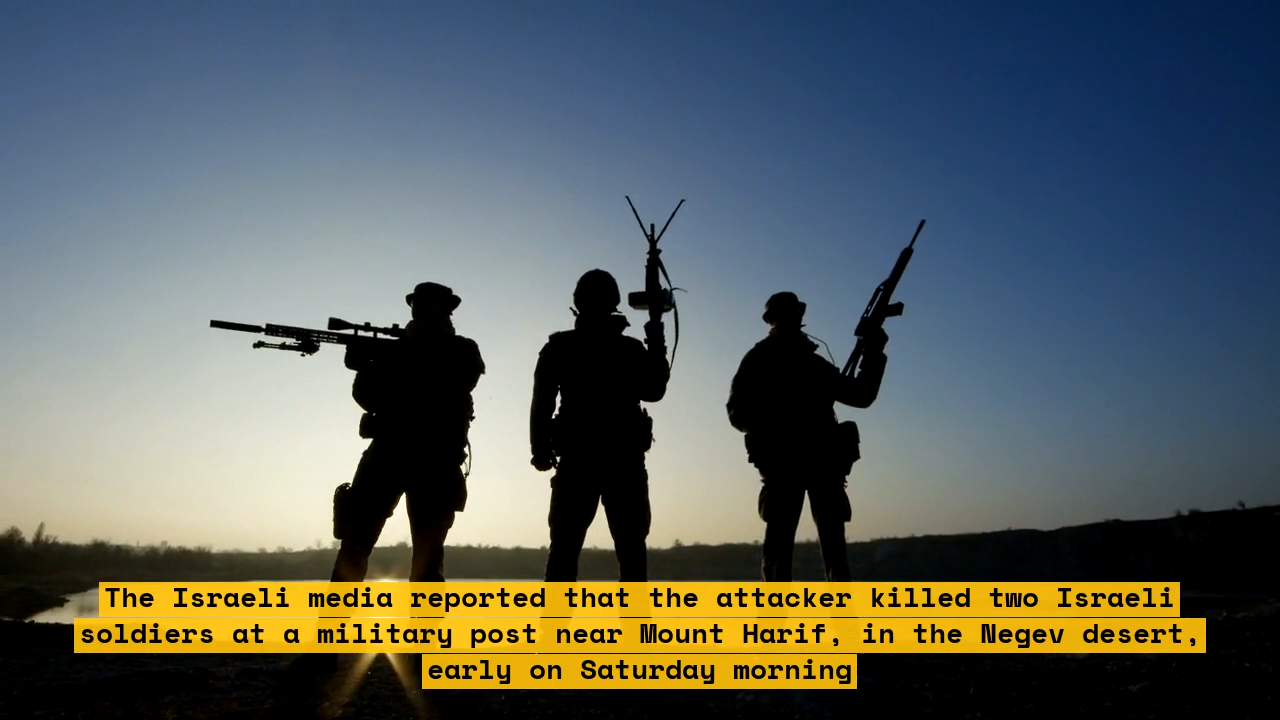 The Israeli media reported that the attacker killed two Israeli
soldiers at a military post near Mount Harif, in the Negev desert,
early on Saturday morning